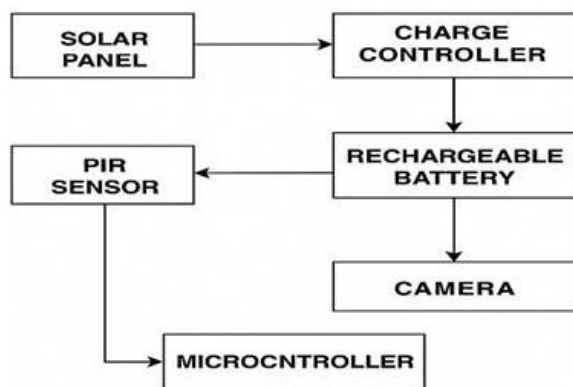 SOLAR
PANEL
CHARGE
CONTROLLER
PIR
SENSOR
RECHARGEABLE
BATTERY
CAMERA
MICROCNTROLLER